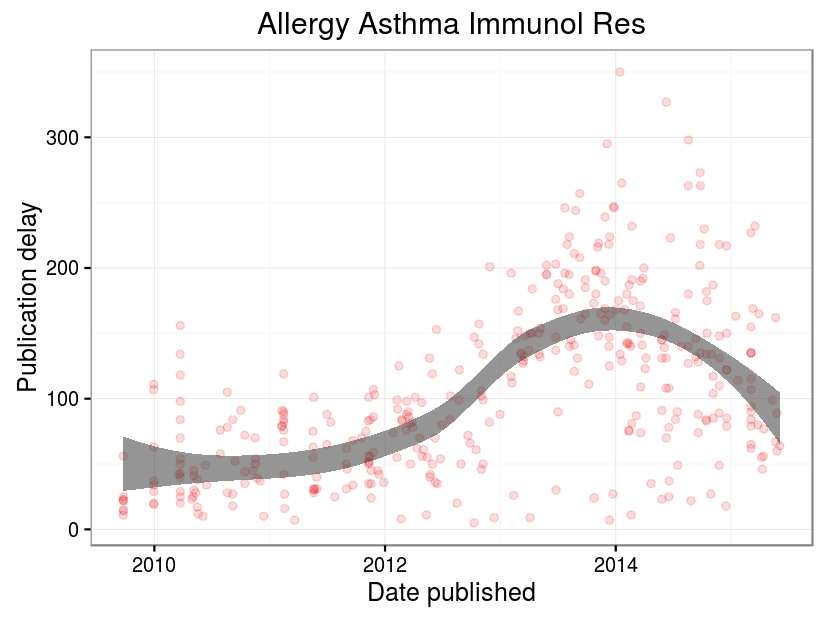 Allergy Asthma Immunol Res
Publication delay
300
200
100
0
2010 2012 2014
Date published